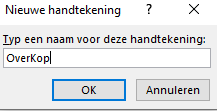 Nieuwe handtekening
Typ een naam voor deze handtekening:
OverKop
OK Annuleren